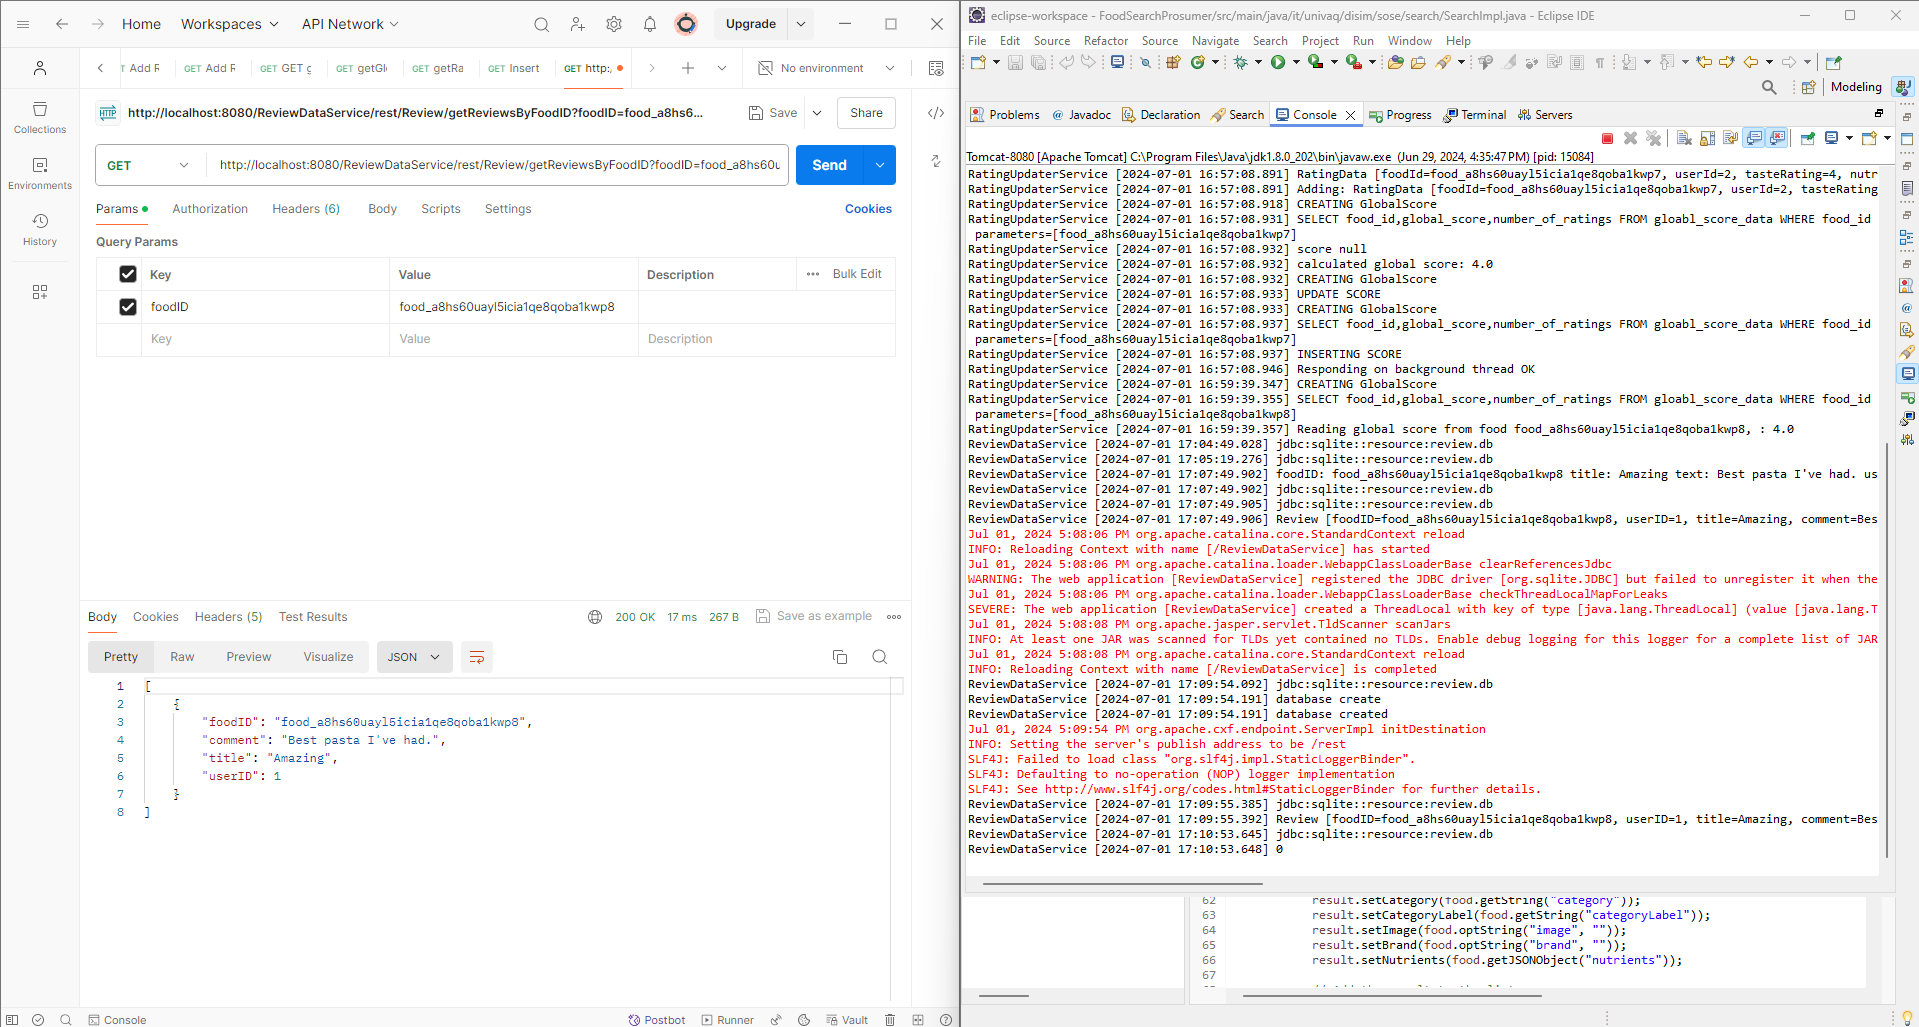 Home
Workspaces
API Network
Upgrade
GET Add R
GET GET g
GET getGl
GET getRa
GET Insert
GET http:/
No environment
HTTP
http://localhost:8080/ReviewDataService/rest/Review/getReviewsByFoodID?foodID=food_a8hs6...
Save
Share
Collections
Environments
History
GET
http://localhost:8080/ReviewDataService/rest/Review/getReviewsByFoodID?foodID=food_a8hs60u
Send
Params
Authorization
Headers (6)
Body
Scripts
Settings
Cookies
Query Params
Key
Value
Description
Bulk Edit
foodID
food_a8hs60uayl5icia1qe8qoba1kwp8
Key
Value
Description
Body
Cookies
Headers (5)
Test Results
200 OK
17 ms
267 B
Save as example
Pretty
Raw
Preview
Visualize
JSON
1 [
2 {
3 "foodID": "food_a8hs60uayl5icia1qe8qoba1kwp8",
4 "comment": "Best pasta I've had.",
5 "title": "Amazing",
6 "userID": 1
7 }
8 ]
Console
Postbot
Runner
Vault
eclipse-workspace - FoodSearchProsumer/src/main/java/it/univaq/disim/sose/search/SearchImpl.java - Eclipse IDE
File Edit Source Refactor Source Navigate Search Project Run Window Help
Modeling
Problems
Javadoc
Declaration
Search
Console
Progress
Terminal
Servers
Tomcat-8080 [Apache Tomcat] C:\Program Files\Java\jdk1.8.0_202\bin\javaw.exe (Jun 29, 2024, 4:35:47 PM) [pid: 15084]
RatingUpdaterService [2024-07-01 16:57:08.891] RatingData [foodId=food_a8hs60uayl5icia1qe8qoba1kwp7, userId=2, tasteRating=4, nutr
RatingUpdaterService [2024-07-01 16:57:08.891] Adding: RatingData [foodId=food_a8hs60uayl5icia1qe8qoba1kwp7, userId=2, tasteRating
RatingUpdaterService [2024-07-01 16:57:08.918] CREATING GlobalScore
RatingUpdaterService [2024-07-01 16:57:08.931] SELECT food_id,global_score,number_of_ratings FROM gloabl_score_data WHERE food_id
parameters=[food_a8hs60uayl5icia1qe8qoba1kwp7]
RatingUpdaterService [2024-07-01 16:57:08.932] score null
RatingUpdaterService [2024-07-01 16:57:08.932] calculated global score: 4.0
RatingUpdaterService [2024-07-01 16:57:08.932] CREATING GlobalScore
RatingUpdaterService [2024-07-01 16:57:08.933] UPDATE SCORE
RatingUpdaterService [2024-07-01 16:57:08.933] CREATING GlobalScore
RatingUpdaterService [2024-07-01 16:57:08.937] SELECT food_id,global_score,number_of_ratings FROM gloabl_score_data WHERE food_id
parameters=[food_a8hs60uayl5icia1qe8qoba1kwp7]
RatingUpdaterService [2024-07-01 16:57:08.937] INSERTING SCORE
RatingUpdaterService [2024-07-01 16:57:08.946] Responding on background thread OK
RatingUpdaterService [2024-07-01 16:59:39.347] CREATING GlobalScore
RatingUpdaterService [2024-07-01 16:59:39.355] SELECT food_id,global_score,number_of_ratings FROM gloabl_score_data WHERE food_id
parameters=[food_a8hs60uayl5icia1qe8qoba1kwp8]
RatingUpdaterService [2024-07-01 16:59:39.357] Reading global score from food food_a8hs60uayl5icia1qe8qoba1kwp8, : 4.0
ReviewDataService [2024-07-01 17:04:49.028] jdbc:sqlite::resource:review.db
ReviewDataService [2024-07-01 17:05:19.276] jdbc:sqlite::resource:review.db
ReviewDataService [2024-07-01 17:07:49.902] foodID: food_a8hs60uayl5icia1qe8qoba1kwp8 title: Amazing text: Best pasta I've had. us
ReviewDataService [2024-07-01 17:07:49.902] jdbc:sqlite::resource:review.db
ReviewDataService [2024-07-01 17:07:49.905] jdbc:sqlite::resource:review.db
ReviewDataService [2024-07-01 17:07:49.906] Review [foodID=food_a8hs60uayl5icia1qe8qoba1kwp8, userID=1, title=Amazing, comment=Bes
Jul 01, 2024 5:08:06 PM org.apache.catalina.core.StandardContext reload
INFO: Reloading Context with name [/ReviewDataService] has started
Jul 01, 2024 5:08:06 PM org.apache.catalina.loader.WebappClassLoaderBase clearReferencesJdbc
WARNING: The web application [ReviewDataService] registered the JDBC driver [org.sqlite.JDBC] but failed to unregister it when the
Jul 01, 2024 5:08:06 PM org.apache.catalina.loader.WebappClassLoaderBase checkThreadLocalMapForLeaks
SEVERE: The web application [ReviewDataService] created a ThreadLocal with key of type [java.lang.ThreadLocal] (value [java.lang.T
Jul 01, 2024 5:08:08 PM org.apache.jasper.servlet.TldScanner scanJars
INFO: At least one JAR was scanned for TLDs yet contained no TLDs. Enable debug logging for this logger for a complete list of JAR
Jul 01, 2024 5:08:08 PM org.apache.catalina.core.StandardContext reload
INFO: Reloading Context with name [/ReviewDataService] is completed
ReviewDataService [2024-07-01 17:09:54.092] jdbc:sqlite::resource:review.db
ReviewDataService [2024-07-01 17:09:54.191] database create
ReviewDataService [2024-07-01 17:09:54.191] database created
Jul 01, 2024 5:09:54 PM org.apache.cxf.endpoint.ServerImpl initDestination
INFO: Setting the server's publish address to be /rest
SLF4J: Failed to load class "org.slf4j.impl.StaticLoggerBinder".
SLF4J: Defaulting to no-operation (NOP) logger implementation
SLF4J: See http://www.slf4j.org/codes.html#StaticLoggerBinder for further details.
ReviewDataService [2024-07-01 17:09:55.385] jdbc:sqlite::resource:review.db
ReviewDataService [2024-07-01 17:09:55.392] Review [foodID=food_a8hs60uayl5icia1qe8qoba1kwp8, userID=1, title=Amazing, comment=Bes
ReviewDataService [2024-07-01 17:10:53.645] jdbc:sqlite::resource:review.db
ReviewDataService [2024-07-01 17:10:53.648] 0
62 result.setCategory(food.getString("category"));
63 result.setCategoryLabel(food.getString("categoryLabel"));
64 result.setImage(food.optString("image", ""));
65 result.setBrand(food.optString("brand", ""));
66 result.setNutrients(food.getJSONObject("nutrients"));
67